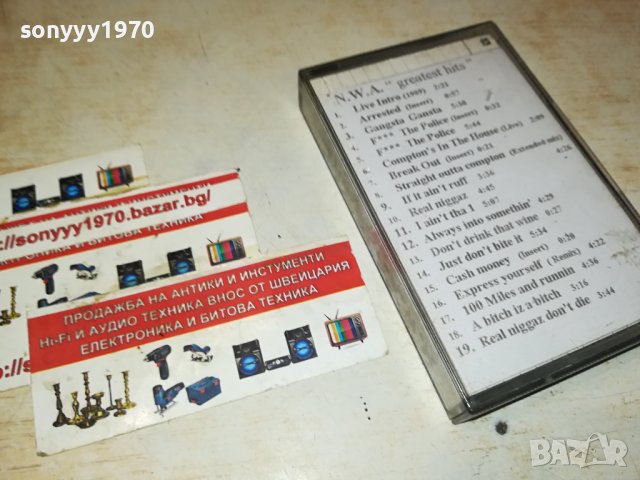 sonyyy1970
://sonyyy1970.bazar.bg/
ПРОДАЖБА НА АНТИКИ И ИНСТУМЕНТИ
Hi-Fi И АУДИО ТЕХНИКА ВНОС ОТ ШВЕЙЦАРИЯ
ЕЛЕКТРОНИКА И БИТОВА ТЕХНИКА
N.W.A. " greatest hits"
1. Live Intro (1989) 2:21
2. Arrested (Insert) 0:07
3. Gangsta Gansta 5:38
4. F*** The Police (Insert) 0:32
5. F*** The Police 5:44
6. Compton's In The House (Live) 2:09
7. Break Out (Insert) 0:21
8. Straight outta compton (Extended mix) 4:26
9. If it ain't ruff 3:36
10. Real niggaz 4:45
11. I ain't tha I 5:01
12. Always into somethin' 4:29
13. Don't drink that wine 0:27
14. Just don't bite it 5:34
15. Cash money (Insert) 0:20
16. Express yourself ( Remix) 4:22
17. 100 Miles and runnin 4:36
18. A bitch iz a bitch 3:16
19. Real niggaz don't die 3:44
BAZAR